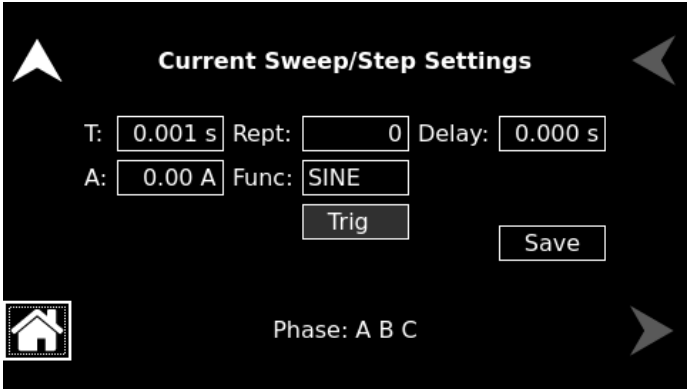 Current Sweep/Step Settings
T: 0.001 s Rept: 0 Delay: 0.000 s
A: 0.00 A Func: SINE
Trig
Save
Phase: A B C